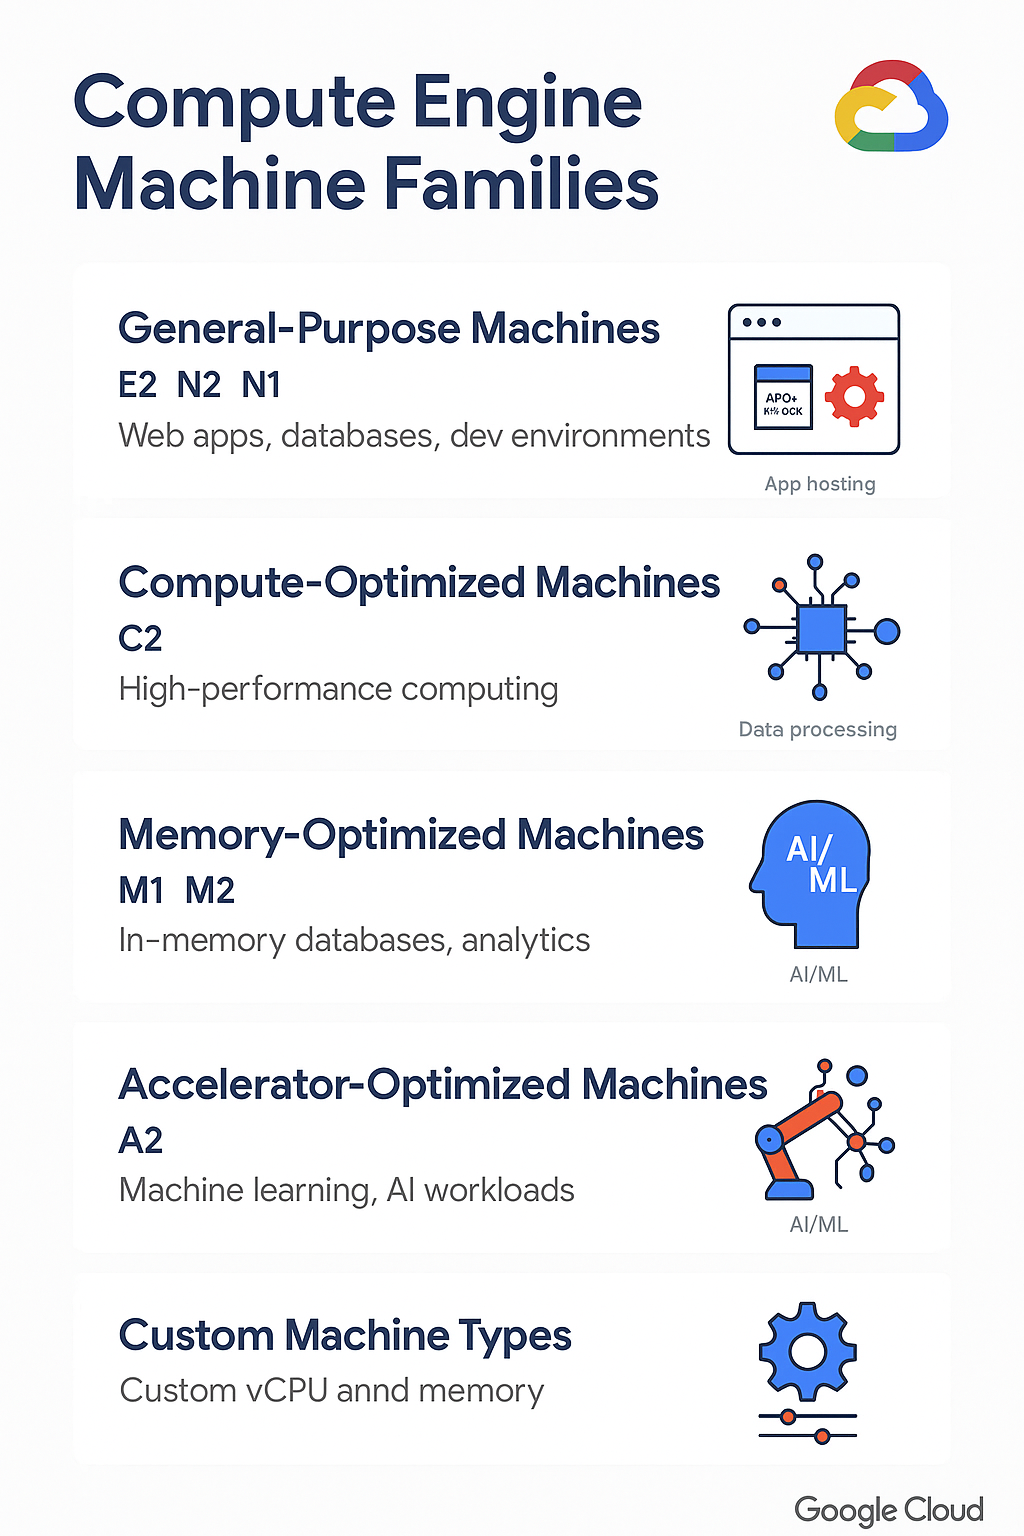 Compute Engine
Machine Families
General-Purpose Machines
E2 N2 N1
Web apps, databases, dev environments
APO+
OCK
App hosting
Compute-Optimized Machines
C2
High-performance computing
Data processing
Memory-Optimized Machines
M1 M2
In-memory databases, analytics
AI/
ML
AI/ML
Accelerator-Optimized Machines
A2
Machine learning, AI workloads
AI/ML
Custom Machine Types
Custom vCPU annd memory
Google Cloud